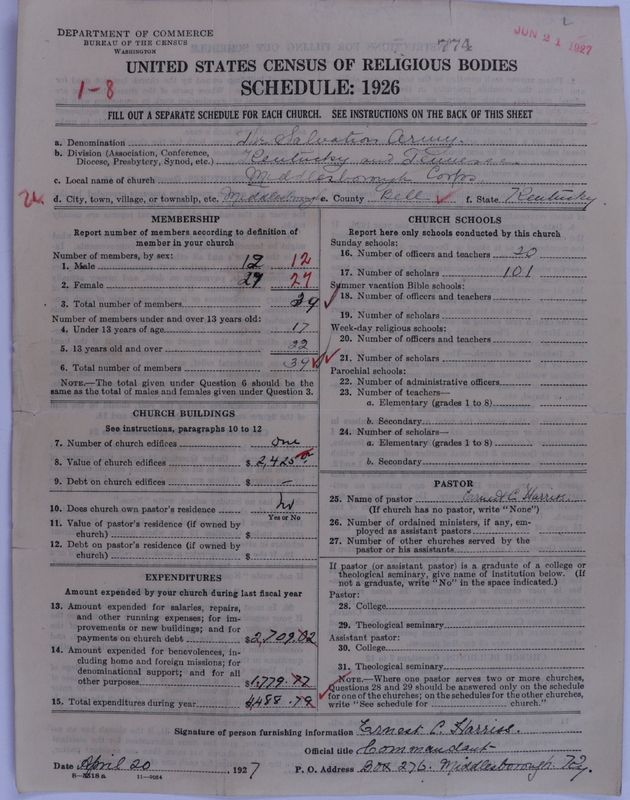 DEPARTMENT OF COMMERCE
BUREAU OF THE CENSUS
WASHINGTON
774
JUN 21 1927
UNITED STATES CENSUS OF RELIGIOUS BODIES
1-8
SCHEDULE: 1926
FILL OUT A SEPARATE SCHEDULE FOR EACH CHURCH. SEE INSTRUCTIONS ON THE BACK OF THIS SHEET
a. Denomination The Salvation Army.
b. Division (Association, Conference, Diocese, Presbytery, Synod, etc.) Kentucky and Tennessee
c. Local name of church Middlesborough Corps
d. City, town, village, or township, etc. Middlesborough e. County Bell f. State Kentucky
MEMBERSHIP
Report number of members according to definition of member in your church
Number of members, by sex:
1. Male 12 12
2. Female 27 27
3. Total number of members 39
Number of members under and over 13 years old:
4. Under 13 years of age 17
5. 13 years old and over 22
6. Total number of members 39
NOTE.—The total given under Question 6 should be
same as the total of males and females given under Question 3.
CHURCH BUILDINGS
See instructions, paragraphs 10 to 12
7. Number of church edifices one
8. Value of church edifices $ 2,425
9. Debt on church edifices $ –
10. Does church own pastor's residence no
Yes or No
11. Value of pastor's residence (if owned by
church) $
12. Debt on pastor's residence (if owned by
church) $
EXPENDITURES
Amount expended by your church during last fiscal year
13. Amount expended for salaries, repairs,
and other running expenses; for im-
provements or new buildings; and for
payments on church debt $2,709.02
14. Amount expended for benevolences, in-
cluding home and foreign missions; for
denominational support; and for all
other purposes $1,779.77
15. Total expenditures during year 4,488.79
CHURCH SCHOOLS
Report here only schools conducted by this church
Sunday schools:
16. Number of officers and teachers 20
17. Number of scholars 101
Summer vacation Bible schools:
18. Number of officers and teachers
19. Number of scholars
Week-day religious schools:
20. Number of officers and teachers
21. Number of scholars
Parochial schools:
22. Number of administrative officers
23. Number of teachers—
a. Elementary (grades 1 to 8)
b. Secondary
24. Number of scholars—
a. Elementary (grades 1 to 8)
b. Secondary
PASTOR
25. Name of pastor Ernest C. Harriss.
(If church has no pastor, write "None")
26. Number of ordained ministers, if any, em-
ployed as assistant pastors
27. Number of other churches served by the
pastor or his assistants
If pastor (or assistant pastor) is a graduate of a college or
theological seminary, give name of institution below. (If
not a graduate, write "No" in the space indicated.)
Pastor:
28. College
29. Theological seminary
Assistant pastor:
30. College
31. Theological seminary
NOTE.—Where one pastor serves two or more churches,
Questions 28 and 29 should be answered only on the schedule
for one of the churches; on the schedules for the other churches,
write "See schedule for church."
Signature of person furnishing information Ernest C. Harriss.
Official title Commandant
Date April 20, 1927 P. O. Address Box 276. Middlesborough Ky.
8—3318a 11—9024